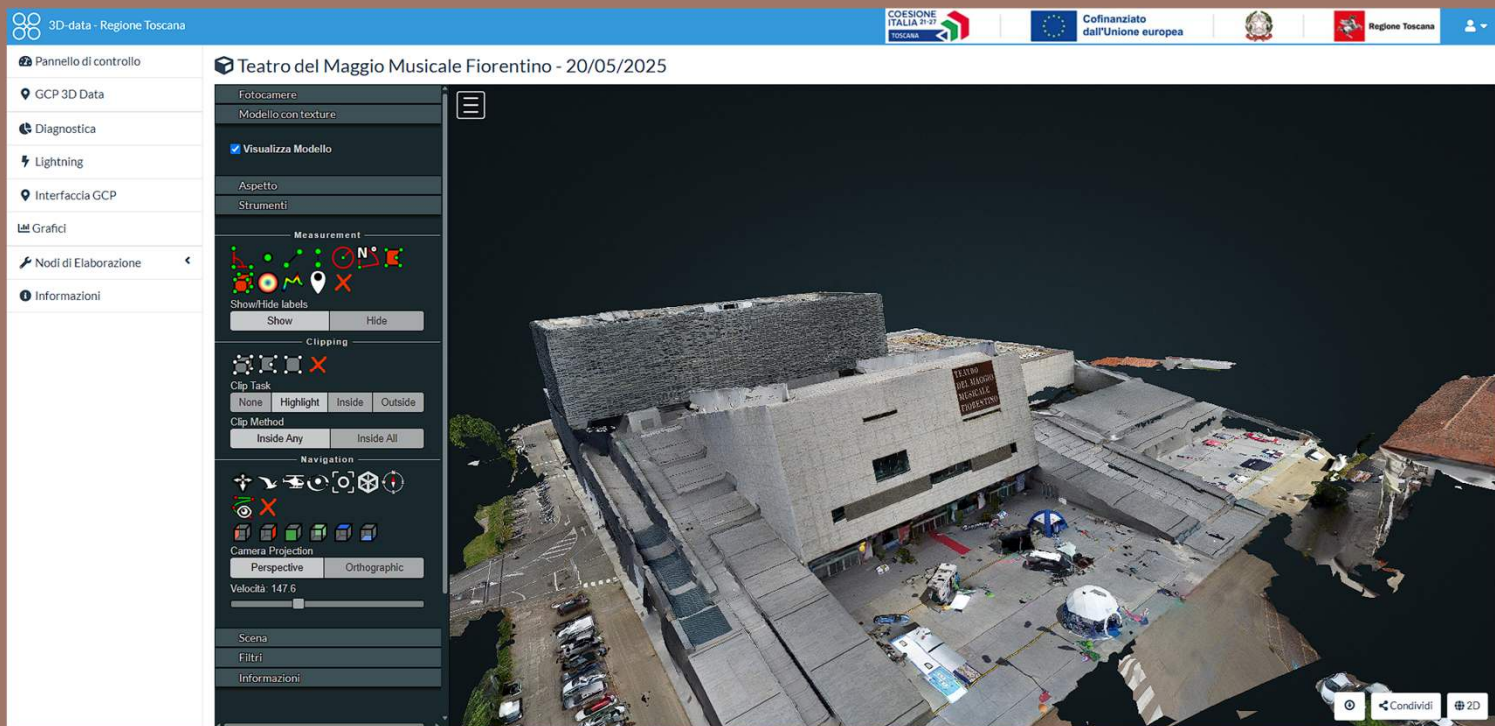 3D-data - Regione Toscana
COESIONE
ITALIA 21-27
TOSCANA
Cofinanziato
dall'Unione europea
Regione Toscana
Pannello di controllo
GCP 3D Data
Diagnostica
Lightning
Interfaccia GCP
Grafici
Nodi di Elaborazione
Informazioni
Teatro del Maggio Musicale Fiorentino - 20/05/2025
Fotocamere
Modello con texture
Visualizza Modello
Aspetto
Strumenti
Measurement
N°
Show/Hide labels
Show Hide
Clipping
Clip Task
None Highlight Inside Outside
Clip Method
Inside Any Inside All
Navigation
Camera Projection
Perspective Orthographic
Velocità: 147.6
Scena
Filtri
Informazioni
TEATRO
DEL MAGGIO
MUSICALE
FIORENTINO
Condividi
2D